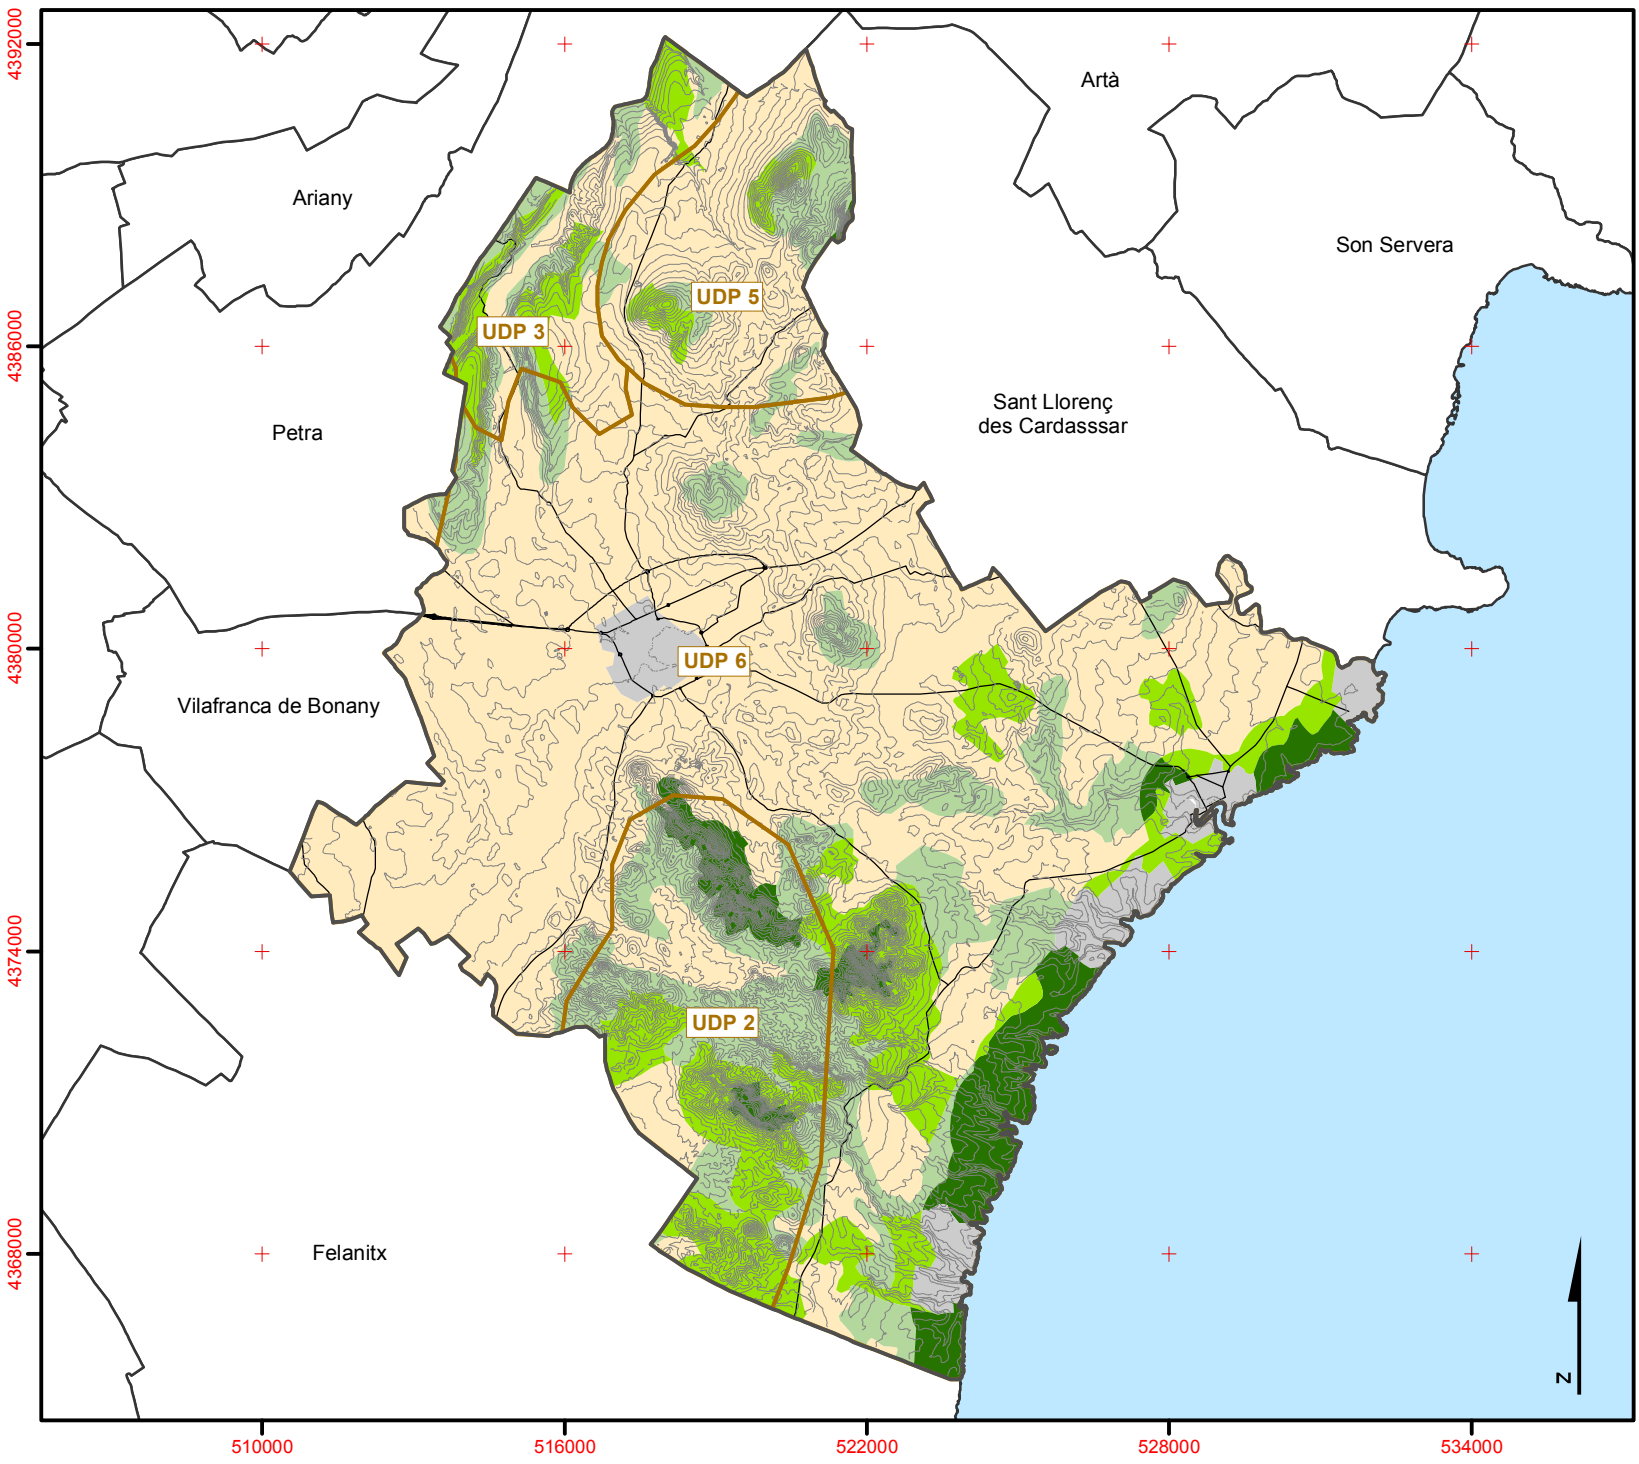 4392000
4386000
4380000
4374000
4368000
Artà
Ariany
Son Servera
UDP 5
UDP 3
Sant Llorenç
des Cardasssar
Petra
UDP 6
Vilafranca de Bonany
UDP 2
Felanitx
N
510000
516000
522000
528000
534000